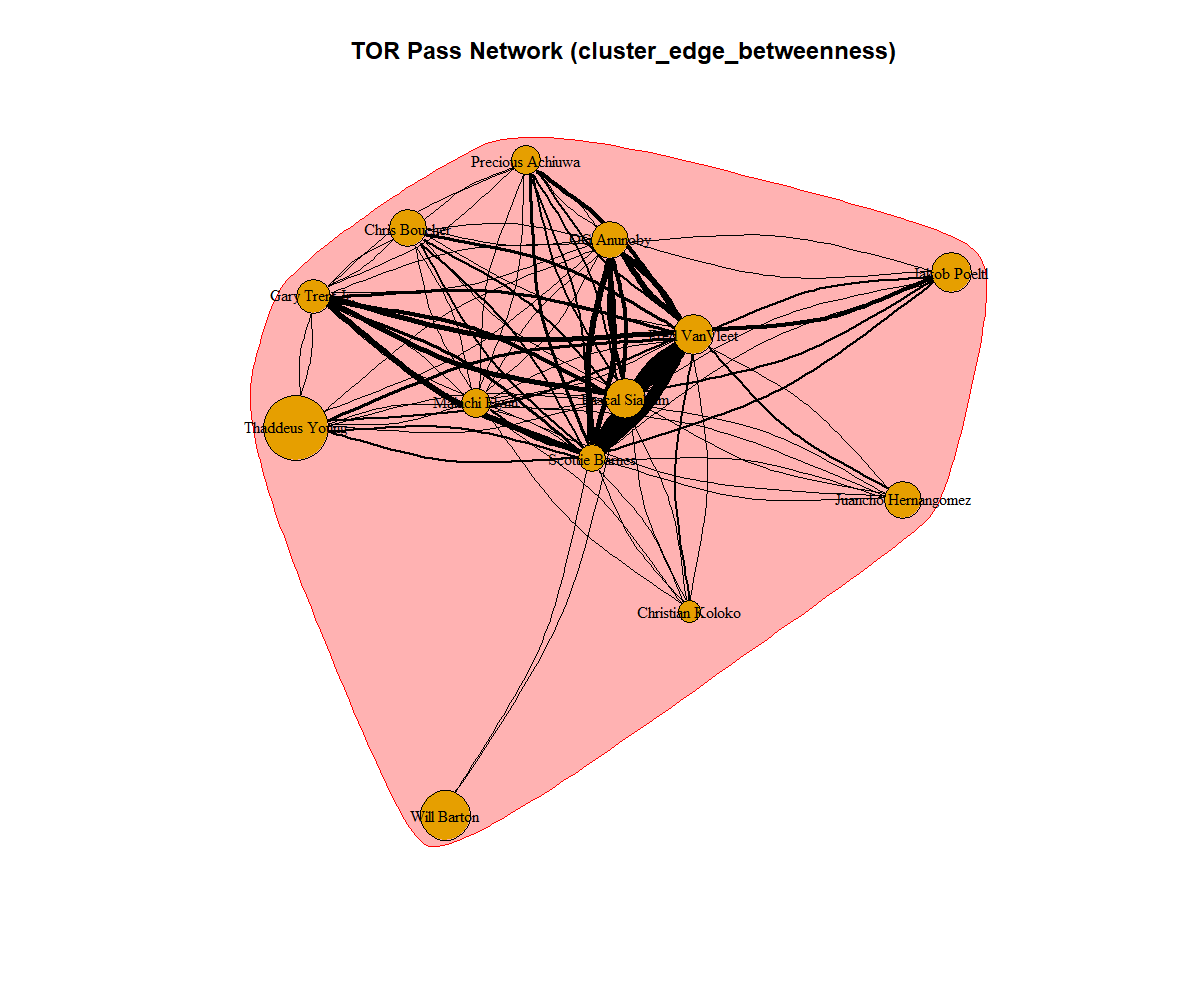 TOR Pass Network (cluster_edge_betweenness)
Precious Achiuwa
Chris Boucher
OG Anunoby
Jakob Poeltl
Gary Trent Jr.
Fred VanVleet
Pascal Siakam
Malachi Flynn
Thaddeus Young
Scottie Barnes
Juancho Hernangomez
Christian Koloko
Will Barton